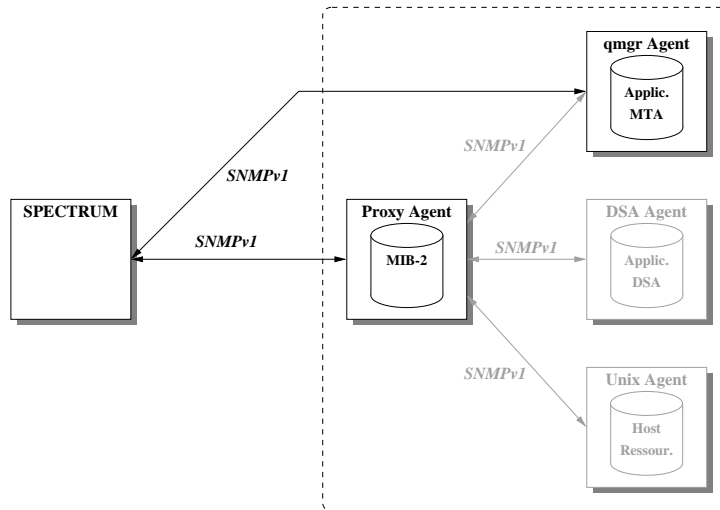 qmgr Agent
Applic.
MTA
SNMPv1
SNMPv1
SPECTRUM
SNMPv1
Proxy Agent
MIB-2
SNMPv1
DSA Agent
Applic.
DSA
SNMPv1
Unix Agent
Host
Ressour.